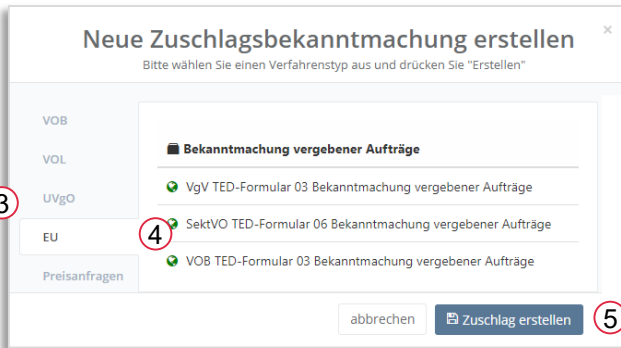 Neue Zuschlagsbekanntmachung erstellen ×
Bitte wählen Sie einen Verfahrenstyp aus und drücken Sie "Erstellen"
VOB
VOL
UVgO
3
EU
Preisanfragen
Bekanntmachung vergebener Aufträge
VgV TED-Formular 03 Bekanntmachung vergebener Aufträge
4 SektVO TED-Formular 06 Bekanntmachung vergebener Aufträge
VOB TED-Formular 03 Bekanntmachung vergebener Aufträge
abbrechen Zuschlag erstellen 5